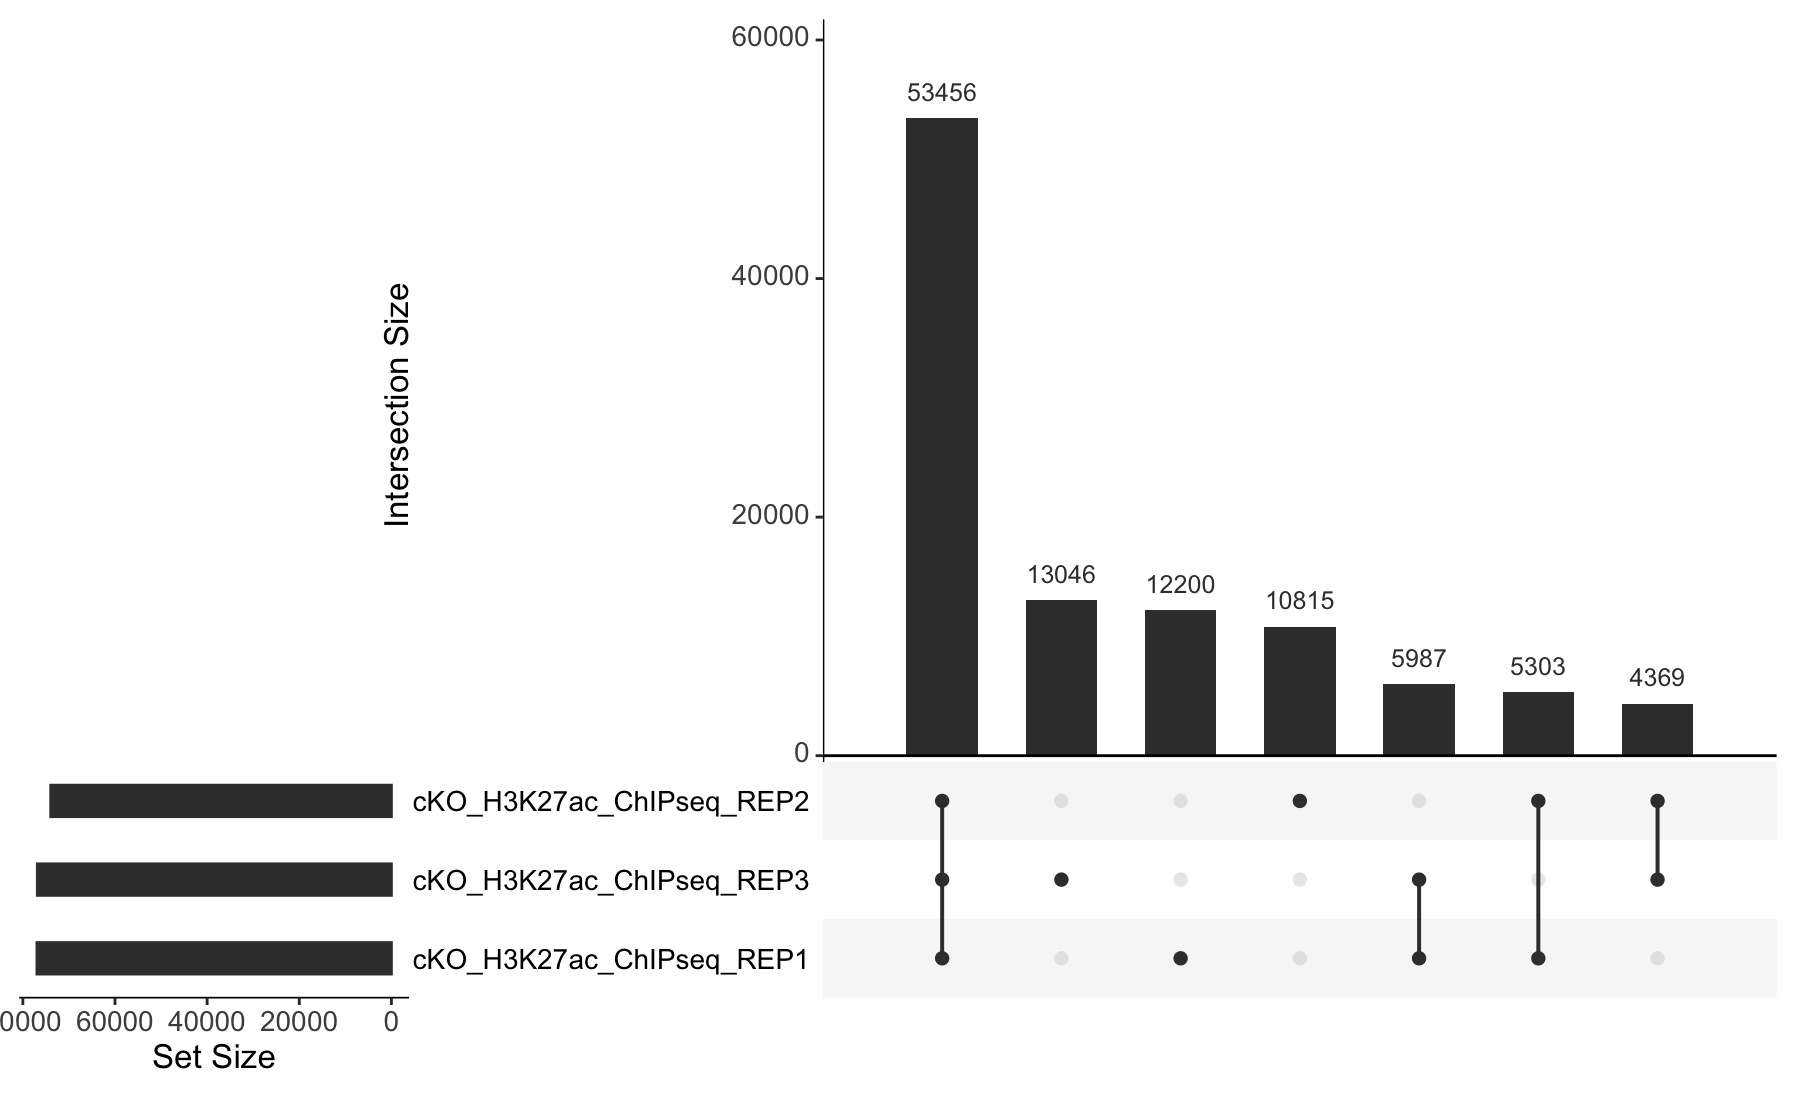 60000
53456
40000
Intersection Size
20000
13046
12200
10815
5987
5303
4369
0
cKO_H3K27ac_ChIPseq_REP2
cKO_H3K27ac_ChIPseq_REP3
cKO_H3K27ac_ChIPseq_REP1
0000 60000 40000 20000 0
Set Size